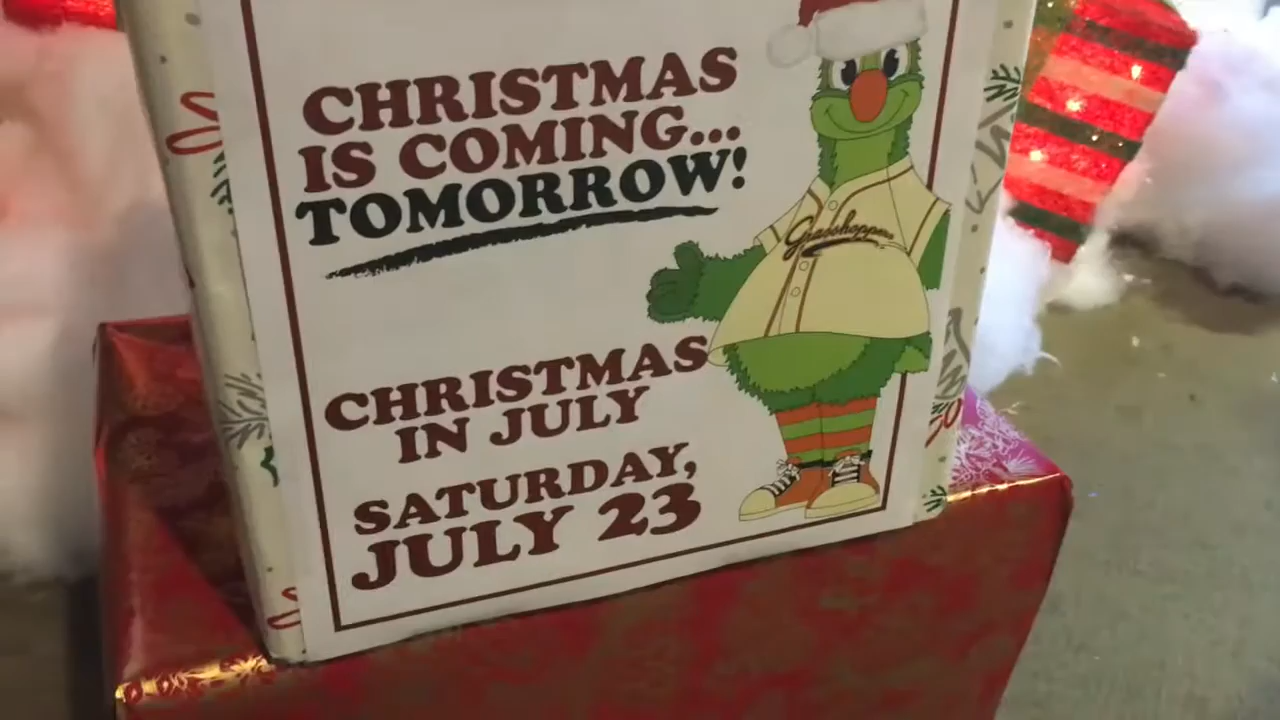 CHRISTMAS
IS COMING...
TOMORROW!
Grasshoppers
CHRISTMAS
IN JULY
SATURDAY,
JULY 23